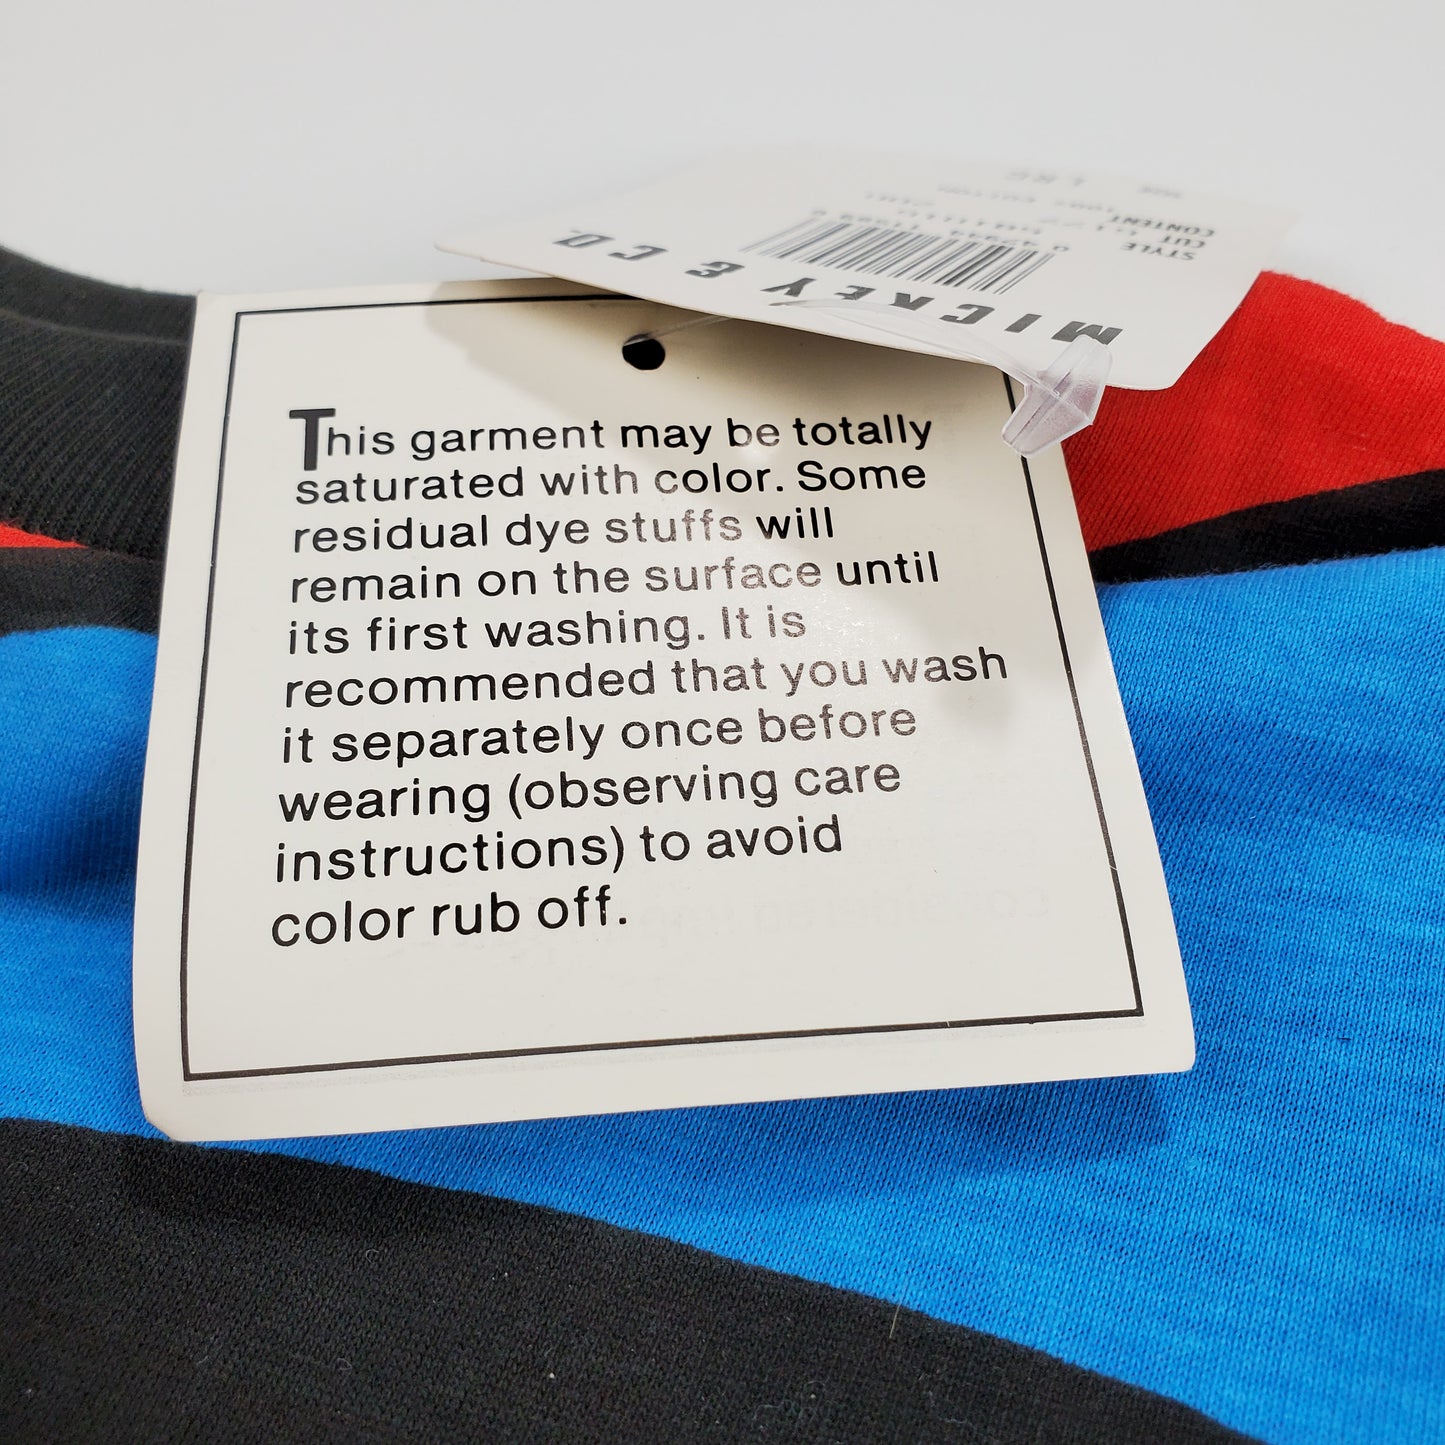 This garment may be totally
saturated with color. Some
residual dye stuffs will
remain on the surface until
its first washing. It is
recommended that you wash
it separately once before
wearing (observing care
instructions) to avoid
color rub off.
MICKEY & CO.
STYLE
CUT
CONTENT